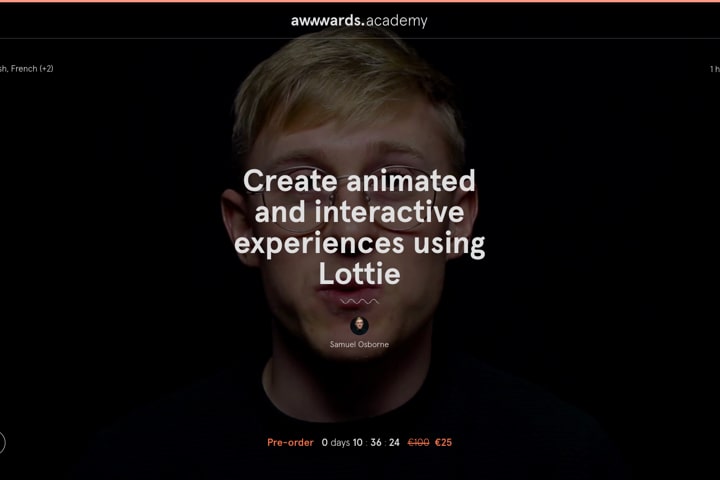 awwwards.academy
sh, French (+2)
1 h
Create animated
and interactive
experiences using
Lottie
Samuel Osborne
Pre-order 0 days 10 : 36 : 24 €100 €25